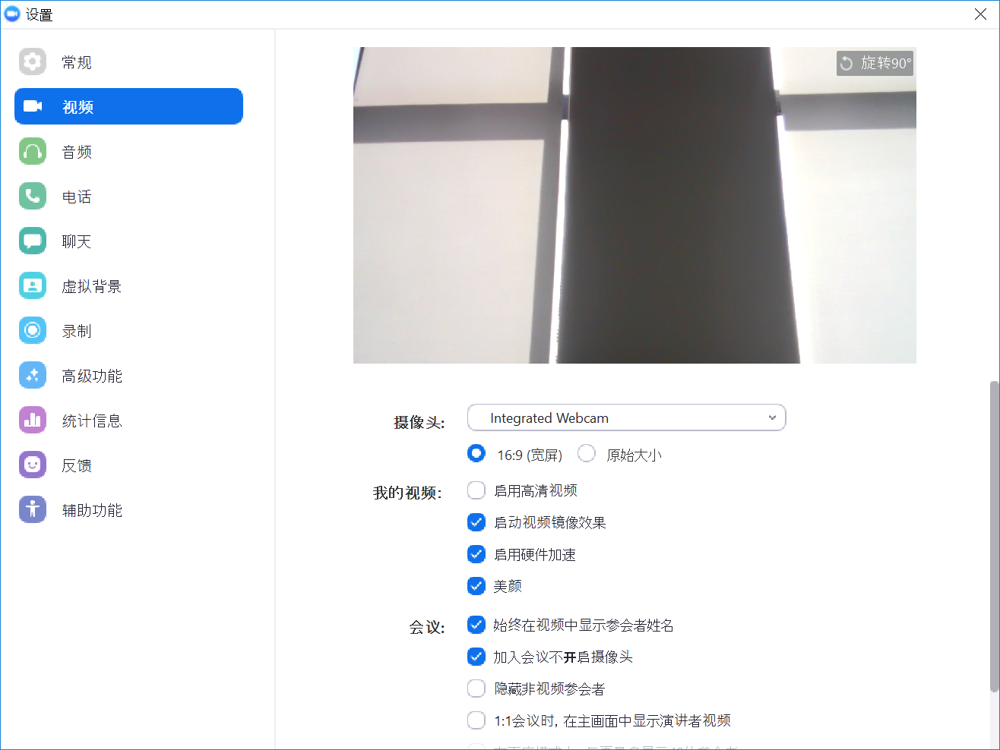 设置
常规
视频
音频
电话
聊天
虚拟背景
录制
高级功能
统计信息
反馈
辅助功能
旋转90°
摄像头: Integrated Webcam
16:9 (宽屏) 原始大小
我的视频: 启用高清视频
启动视频镜像效果
启用硬件加速
美颜
会议: 始终在视频中显示参会者姓名
加入会议不开启摄像头
隐藏非视频参会者
1:1会议时, 在主画面中显示演讲者视频